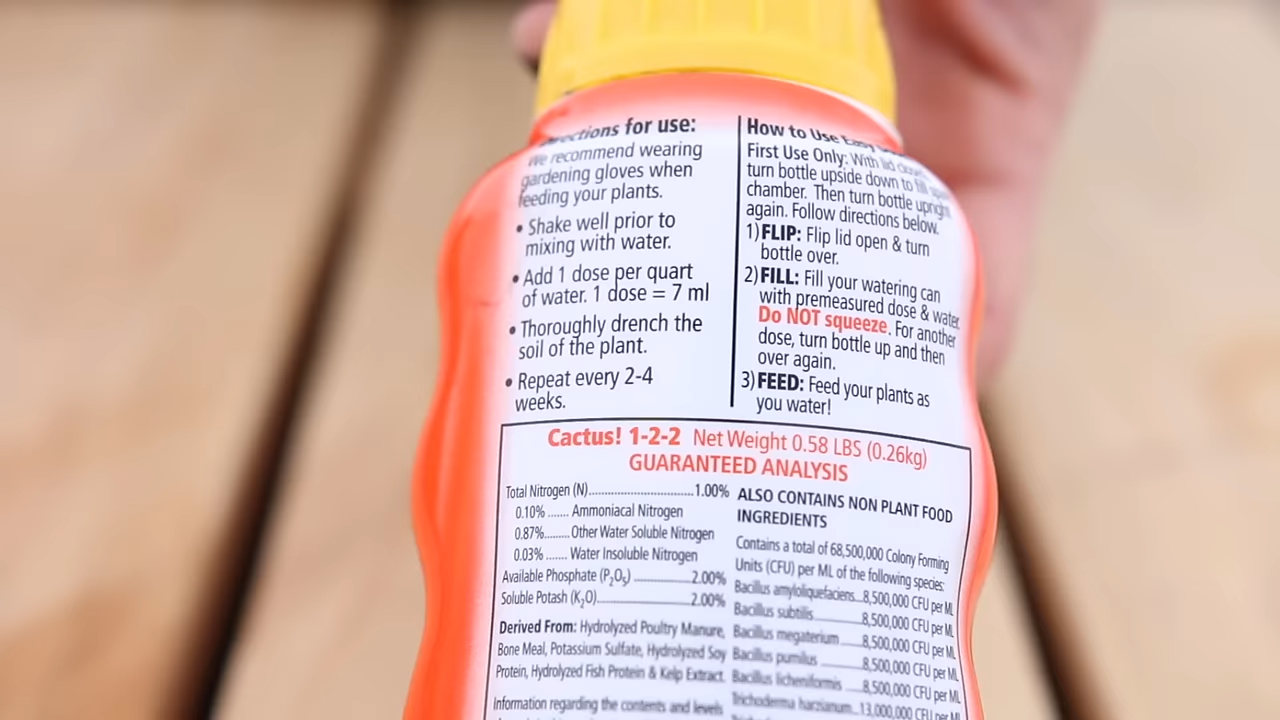 Directions for use:
We recommend wearing
gardening gloves when
feeding your plants.
• Shake well prior to
mixing with water.
• Add 1 dose per quart
of water. 1 dose = 7 ml
• Thoroughly drench the
soil of the plant.
• Repeat every 2-4
weeks.
How to Use Easy
First Use Only: With lid
turn bottle upside down to fill
chamber. Then turn bottle upright
again. Follow directions below.
1) FLIP: Flip lid open & turn
bottle over.
2) FILL: Fill your watering can
with premeasured dose & water.
Do NOT squeeze. For another
dose, turn bottle up and then
over again.
3) FEED: Feed your plants as
you water!
Cactus! 1-2-2 Net Weight 0.58 LBS (0.26kg)
GUARANTEED ANALYSIS
Total Nitrogen (N)..............................1.00%
0.10% ...... Ammoniacal Nitrogen
0.87%....... Other Water Soluble Nitrogen
0.03% ...... Water Insoluble Nitrogen
Available Phosphate (P₂O₅) .................2.00%
Soluble Potash (K₂O)...........................2.00%
Derived From: Hydrolyzed Poultry Manure,
Bone Meal, Potassium Sulfate, Hydrolyzed Soy
Protein, Hydrolyzed Fish Protein & Kelp Extract.
Information regarding the contents and levels
ALSO CONTAINS NON PLANT FOOD
INGREDIENTS
Contains a total of 68,500,000 Colony Forming
Units (CFU) per ML of the following species:
Bacillus amyloliquefaciens...8,500,000 CFU per ML
Bacillus subtilis..............8,500,000 CFU per ML
Bacillus megaterium ......8,500,000 CFU per ML
Bacillus pumilus ..........8,500,000 CFU per ML
Bacillus licheniformis ....8,500,000 CFU per ML
Trichoderma harzianum...13,000,000 CFU per ML